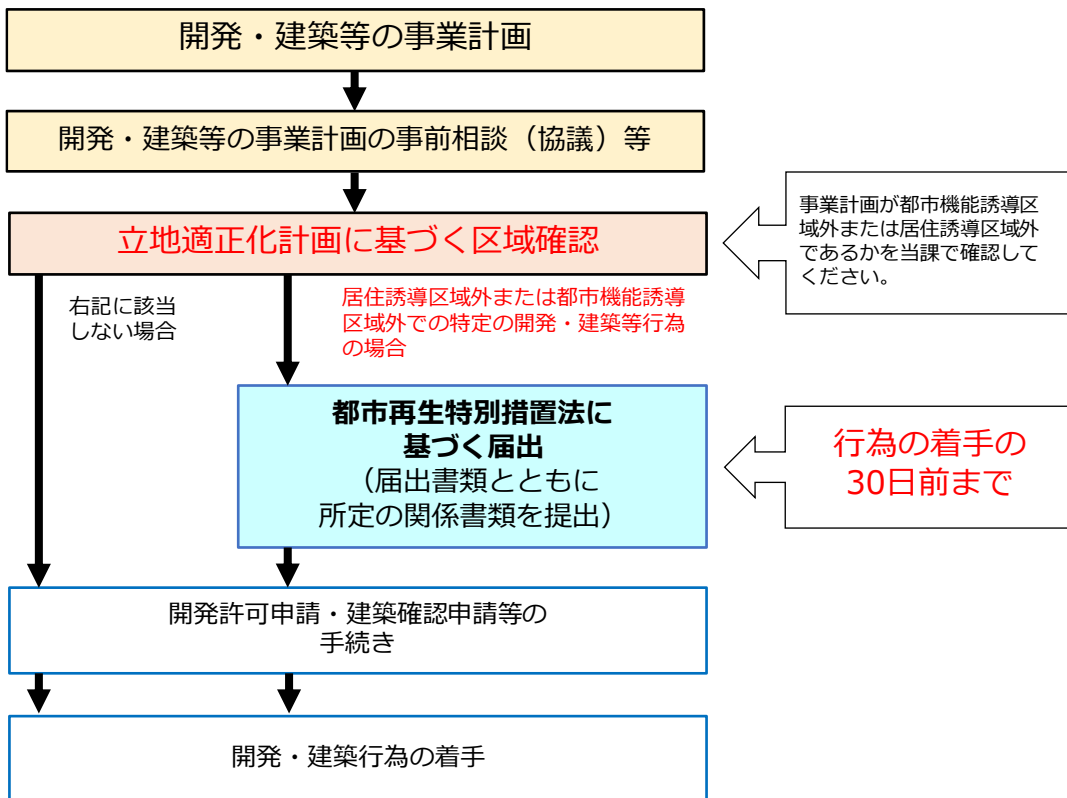 開発・建築等の事業計画
開発・建築等の事業計画の事前相談（協議）等
立地適正化計画に基づく区域確認
事業計画が都市機能誘導区
域外または居住誘導区域外
であるかを当課で確認して
ください。
右記に該当
しない場合
居住誘導区域外または都市機能誘導
区域外での特定の開発・建築等行為
の場合
都市再生特別措置法に
基づく届出
（届出書類とともに
所定の関係書類を提出）
行為の着手の
30日前まで
開発許可申請・建築確認申請等の
手続き
開発・建築行為の着手